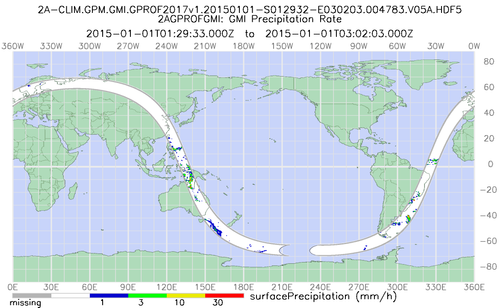 2A-CLIM.GPM.GMI.GPROF2017v1.20150101-S012932-E030203.004783.V05A.HDF5
2AGPROFGMI: GMI Precipitation Rate
2015-01-01T01:29:33.000Z to 2015-01-01T03:02:03.000Z
360W 330W 300W 270W 240W 210W 180W 150W 120W 90W 60W 30W 0W
80
60
40
20
0
-20
-40
-60
-80
0E 30E 60E 90E 120E 150E 180E 210E 240E 270E 300E 330E 360E
missing 1 3 10 30 surfacePrecipitation (mm/h)